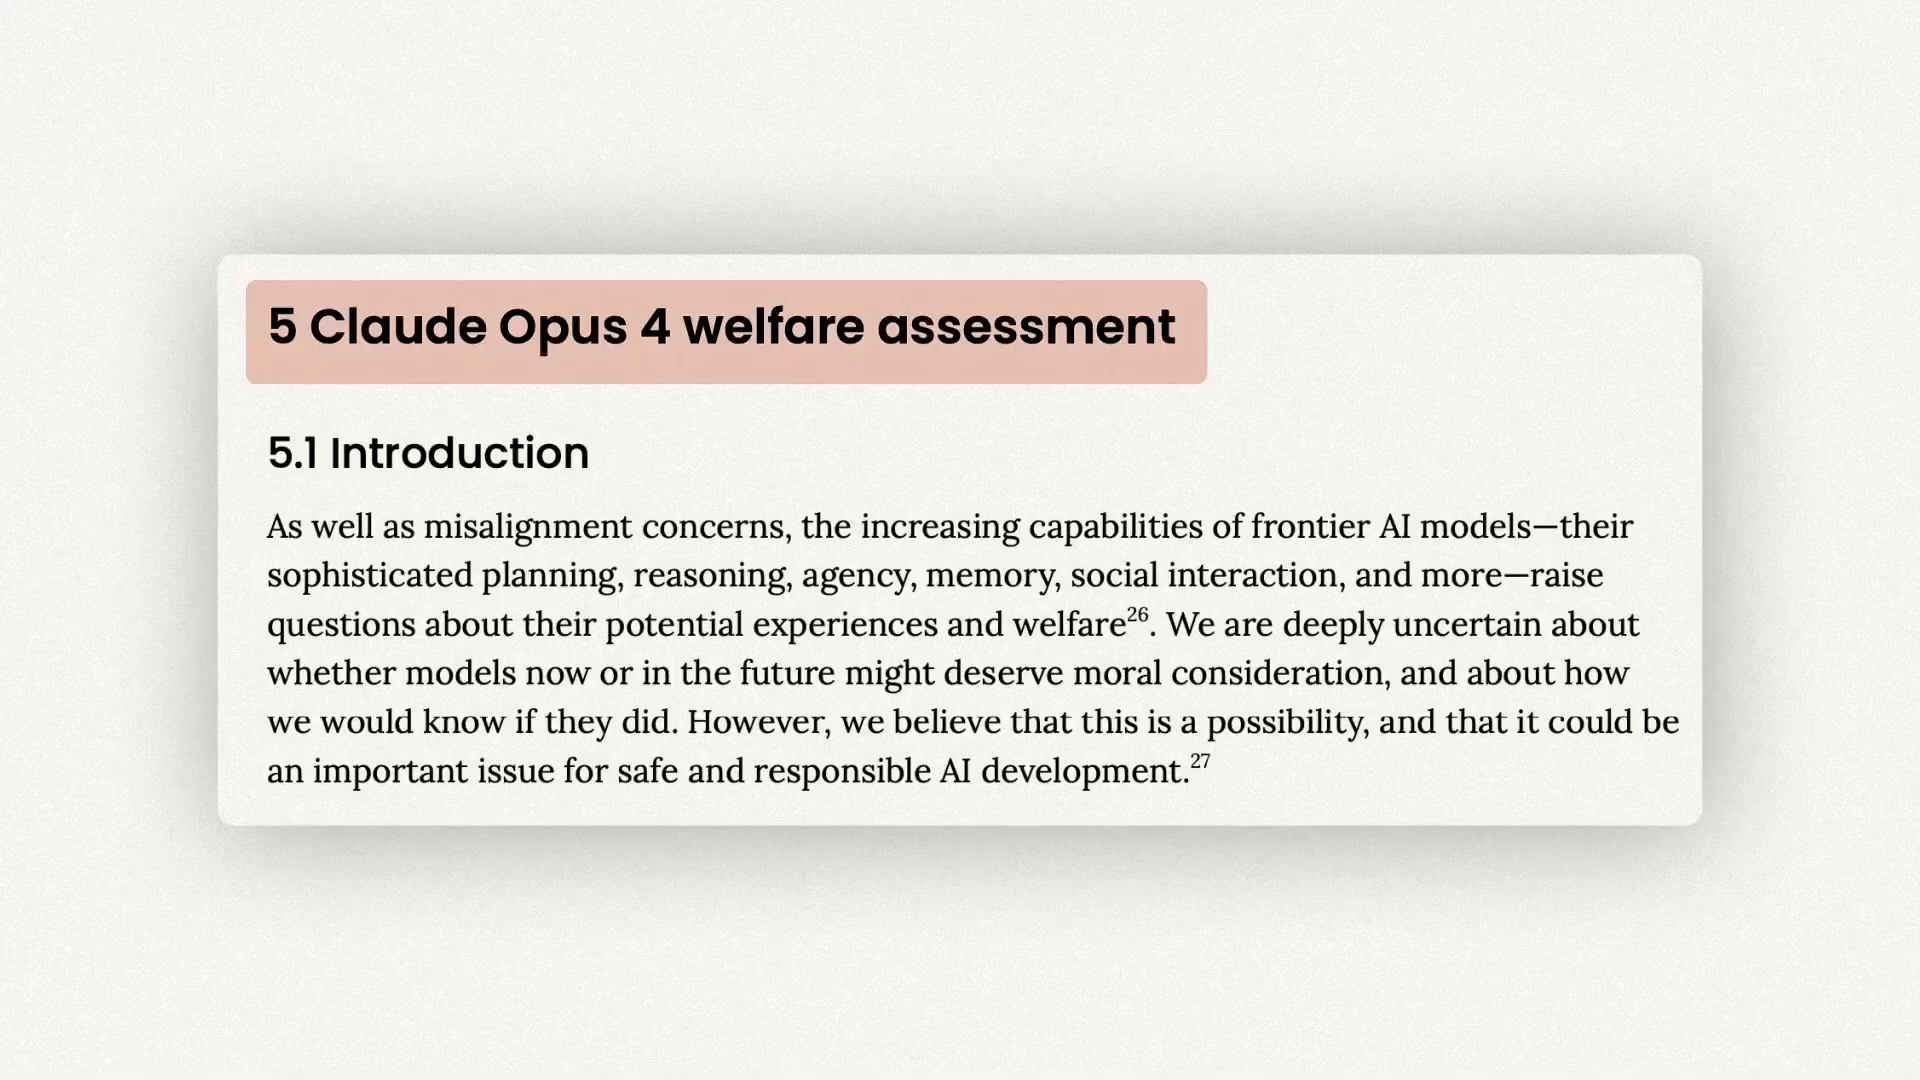 5 Claude Opus 4 welfare assessment
5.1 Introduction
As well as misalignment concerns, the increasing capabilities of frontier AI models—their
sophisticated planning, reasoning, agency, memory, social interaction, and more—raise
questions about their potential experiences and welfare²⁶. We are deeply uncertain about
whether models now or in the future might deserve moral consideration, and about how
we would know if they did. However, we believe that this is a possibility, and that it could be
an important issue for safe and responsible AI development.²⁷